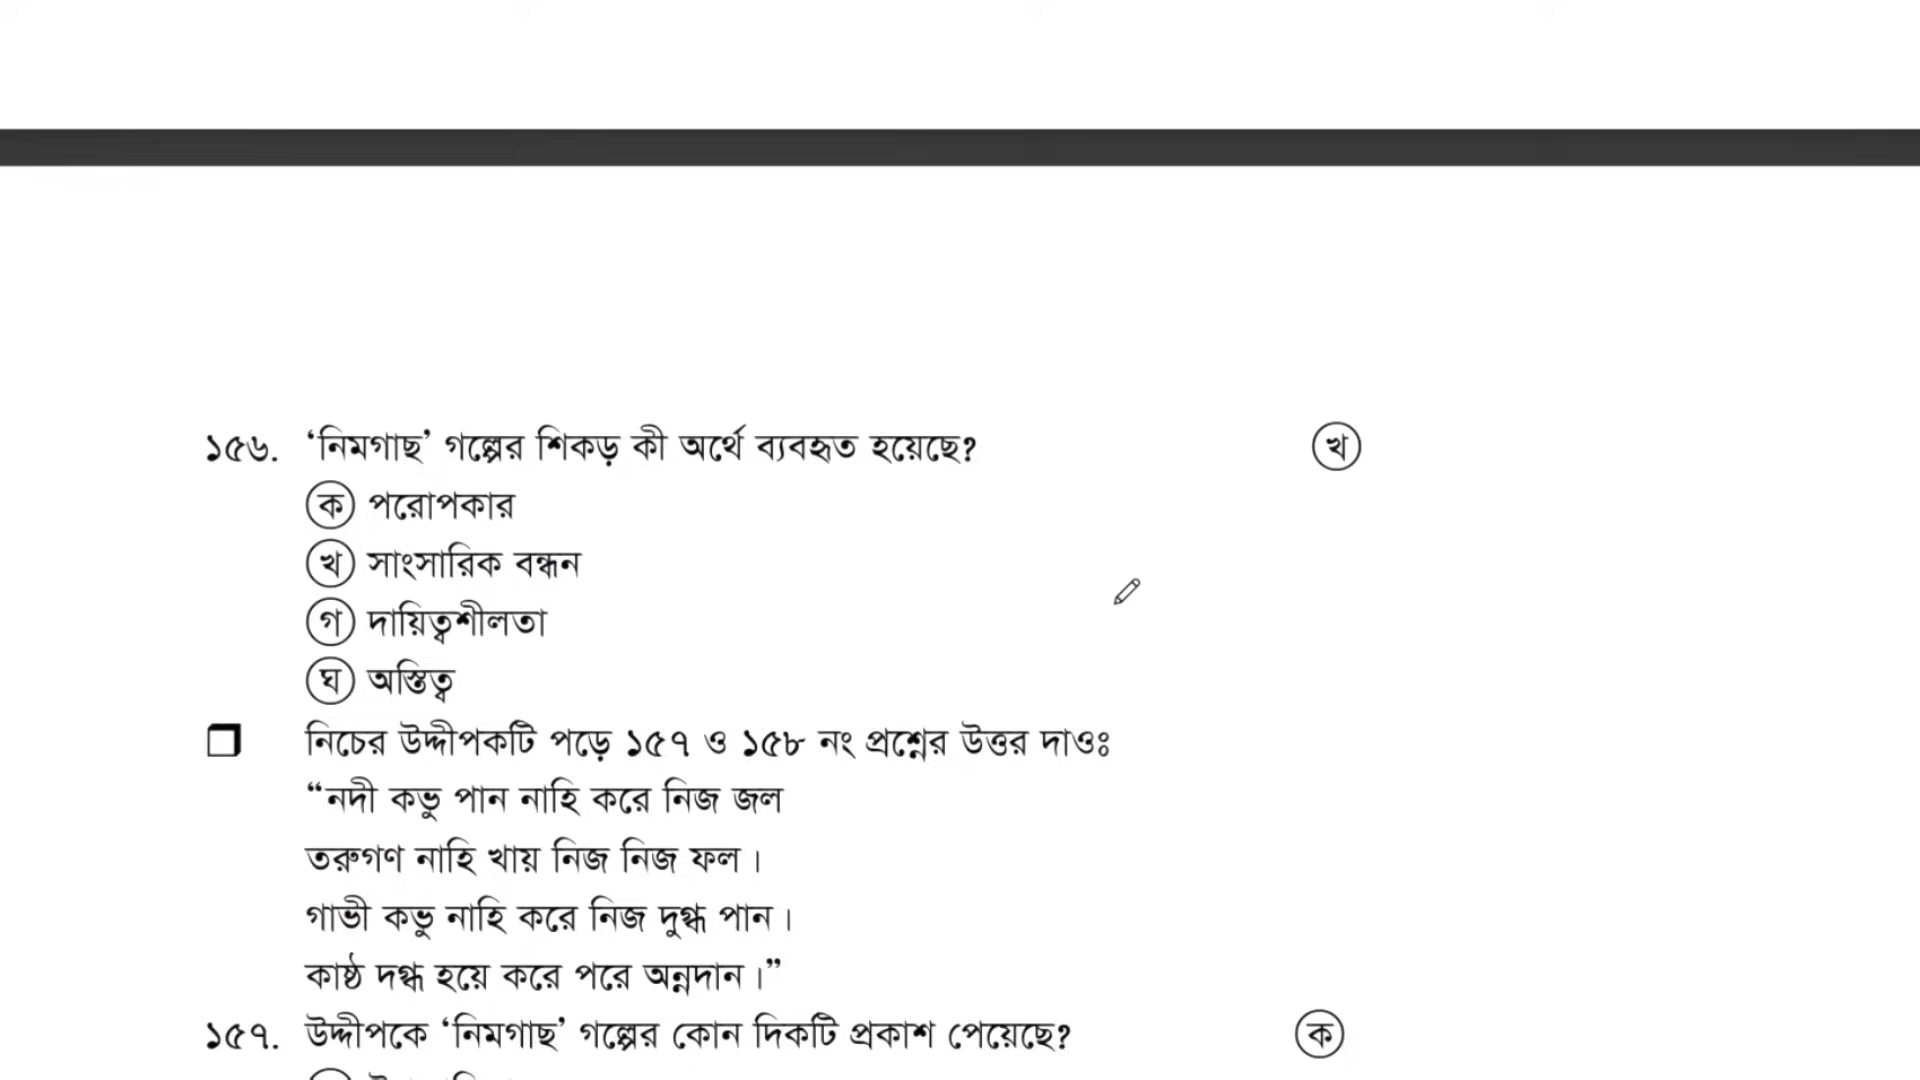 ১৫৬. ‘নিমগাছ’ গল্পের শিকড় কী অর্থে ব্যবহৃত হয়েছে? খ
ক পরোপকার
খ সাংসারিক বন্ধন
গ দায়িত্বশীলতা
ঘ অস্তিত্ব
নিচের উদ্দীপকটি পড়ে ১৫৭ ও ১৫৮ নং প্রশ্নের উত্তর দাওঃ
“নদী কভু পান নাহি করে নিজ জল
তরুগণ নাহি খায় নিজ নিজ ফল।
গাভী কভু নাহি করে নিজ দুগ্ধ পান।
কাষ্ঠ দগ্ধ হয়ে করে পরে অন্নদান।”
১৫৭. উদ্দীপকে ‘নিমগাছ’ গল্পের কোন দিকটি প্রকাশ পেয়েছে? ক